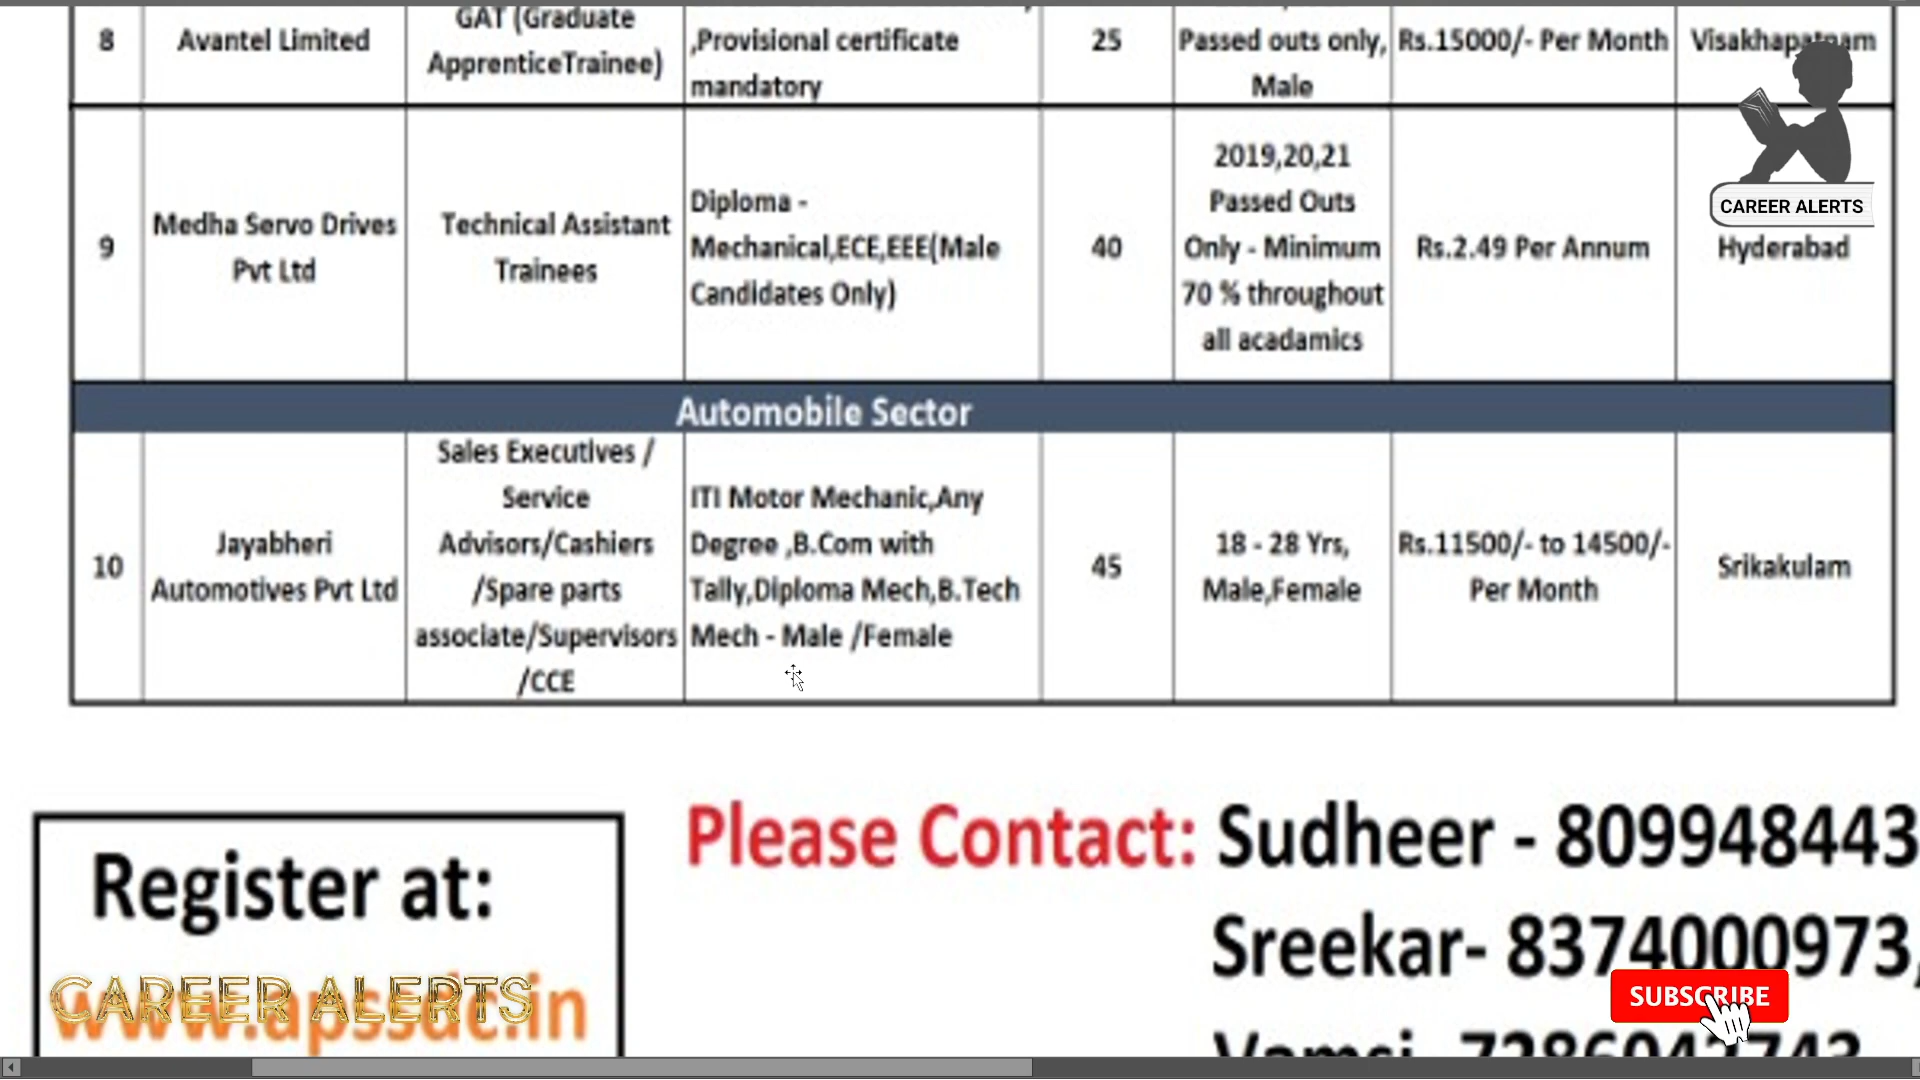 8
Avantel Limited
GAT (Graduate
ApprenticeTrainee)
,Provisional certificate
mandatory
25
Passed outs only,
Male
Rs.15000/- Per Month
Visakhapatnam
9
Medha Servo Drives
Pvt Ltd
Technical Assistant
Trainees
Diploma -
Mechanical,ECE,EEE(Male
Candidates Only)
40
2019,20,21
Passed Outs
Only - Minimum
70 % throughout
all acadamics
Rs.2.49 Per Annum
Hyderabad
CAREER ALERTS
Automobile Sector
10
Jayabheri
Automotives Pvt Ltd
Sales Executives /
Service
Advisors/Cashiers
/Spare parts
associate/Supervisors
/CCE
ITI Motor Mechanic,Any
Degree ,B.Com with
Tally,Diploma Mech,B.Tech
Mech - Male /Female
45
18 - 28 Yrs,
Male,Female
Rs.11500/- to 14500/-
Per Month
Srikakulam
Register at:
www.apssdc.in
CAREER ALERTS
Please Contact: Sudheer - 809948443
Sreekar- 8374000973,
SUBSCRIBE